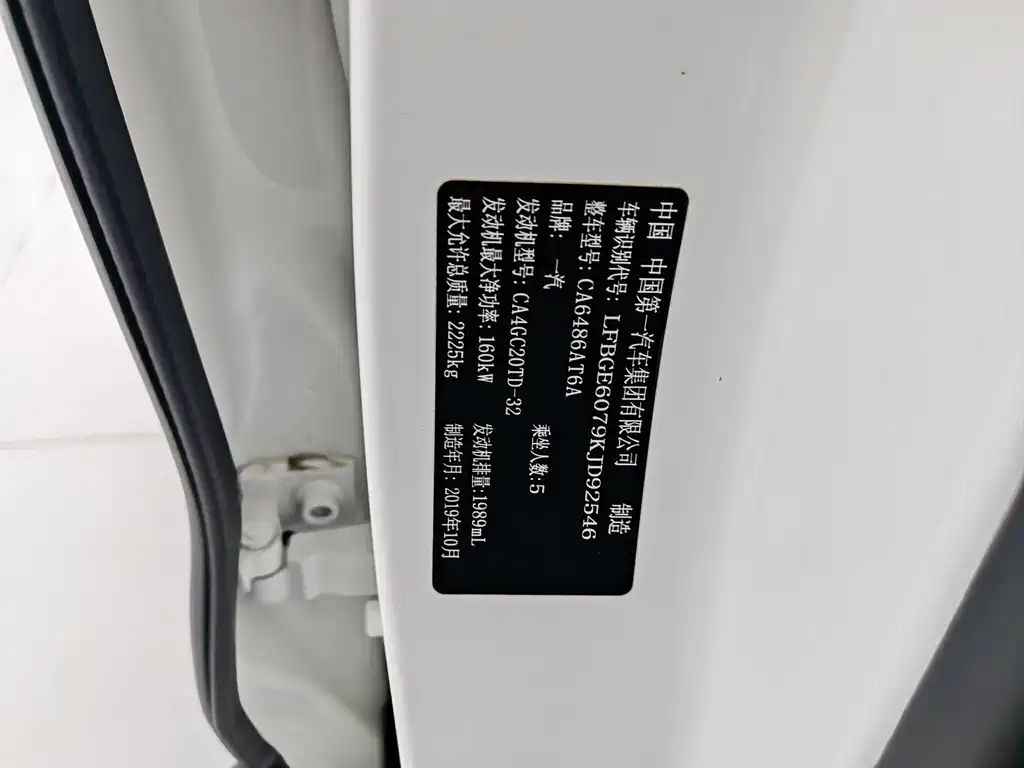 中国 中国第一汽车集团有限公司 制造
车辆识别代号: LFBGE6079KJD92546
整车型号: CA6486AT6A
品牌: 一汽 乘坐人数:5
发动机型号: CA4GC20TD-32
发动机最大净功率: 160kW 发动机排量:1989mL
最大允许总质量: 2225kg 制造年月: 2019年10月